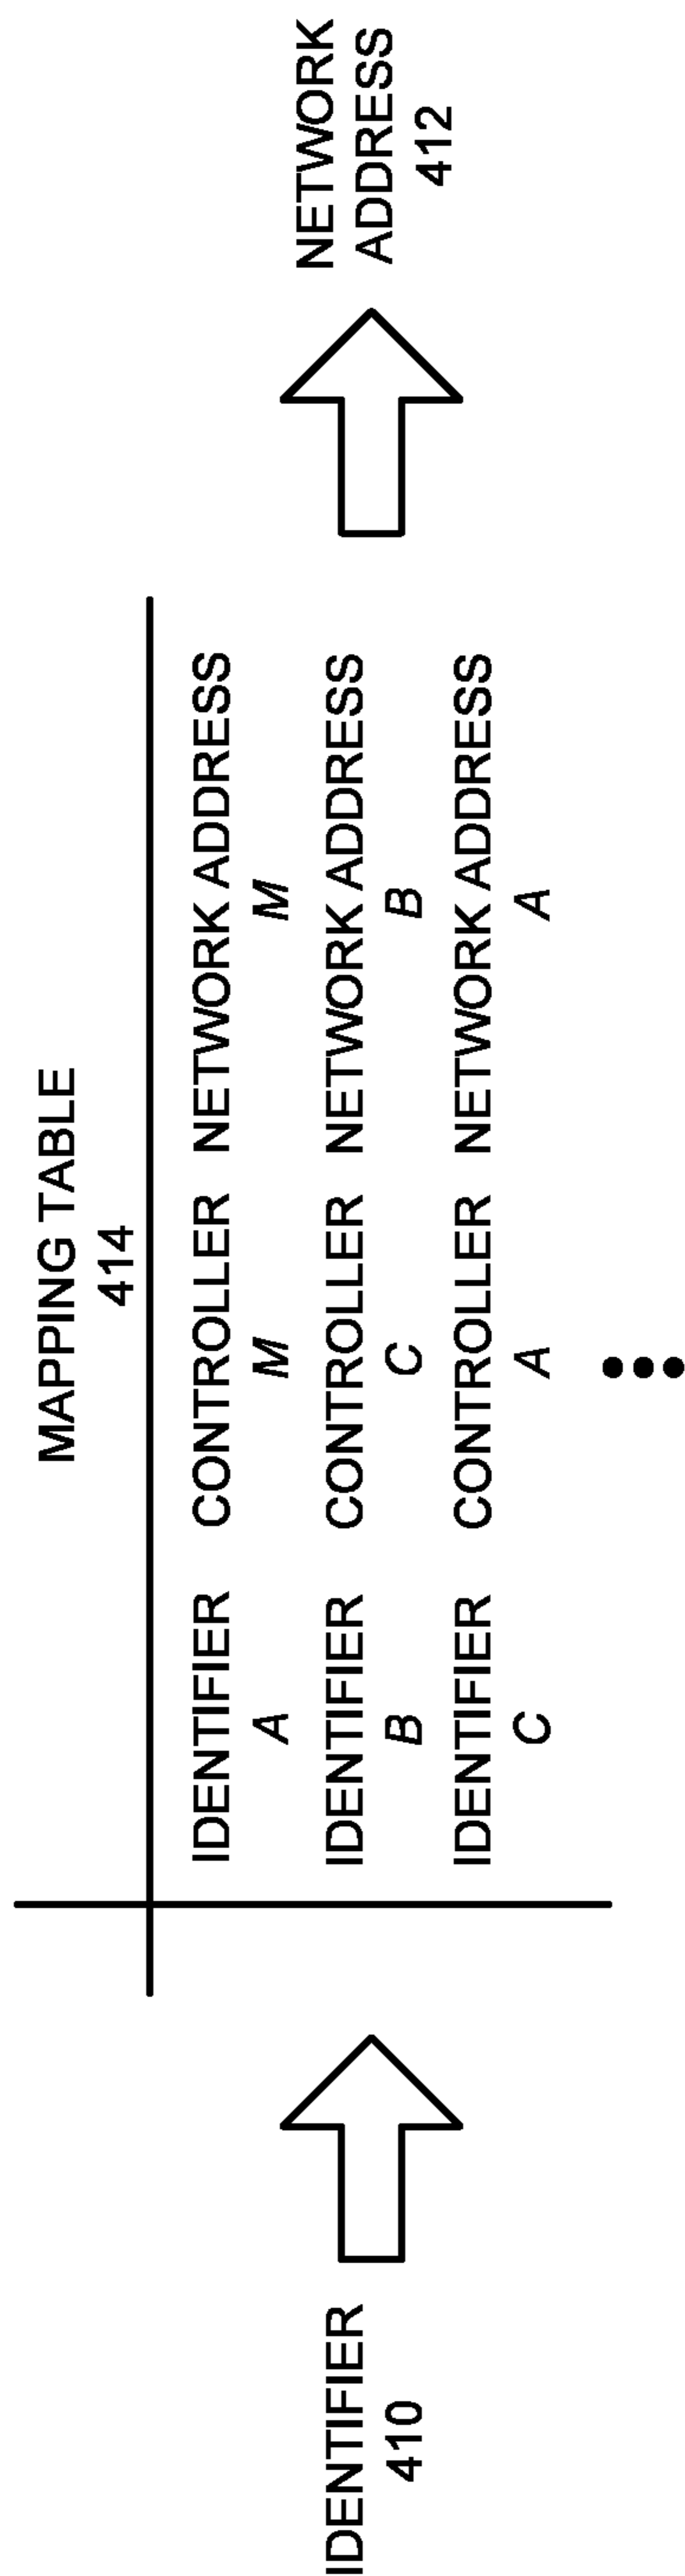 MAPPING TABLE
414
IDENTIFIER CONTROLLER NETWORK ADDRESS
A M M
IDENTIFIER CONTROLLER NETWORK ADDRESS
B C B
IDENTIFIER CONTROLLER NETWORK ADDRESS
C A A
IDENTIFIER
410
NETWORK
ADDRESS
412